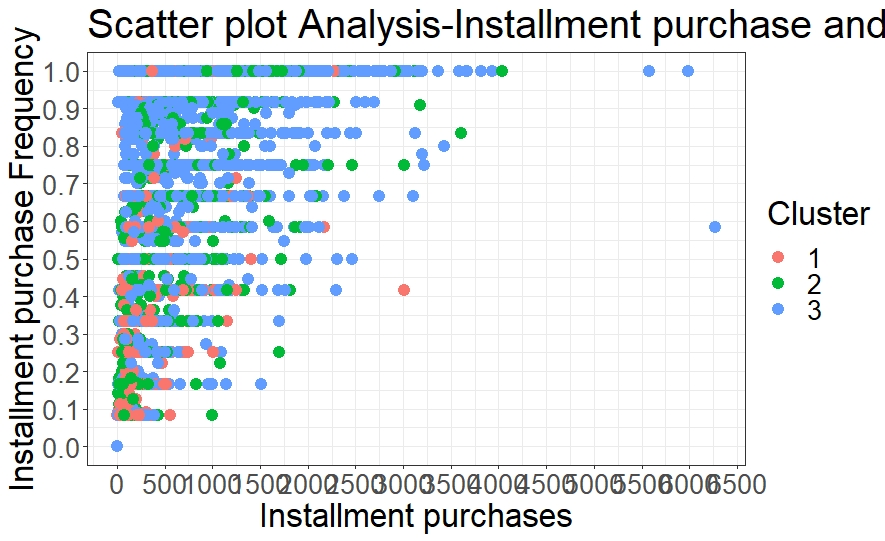 Scatter plot Analysis-Installment purchase and
Installment purchase Frequency
1.0
0.9
0.8
0.7
0.6
0.5
0.4
0.3
0.2
0.1
0.0
0 500 1000 1500 2000 2500 3000 3500 4000 4500 5000 5500 6000 6500
Installment purchases
Cluster
1
2
3